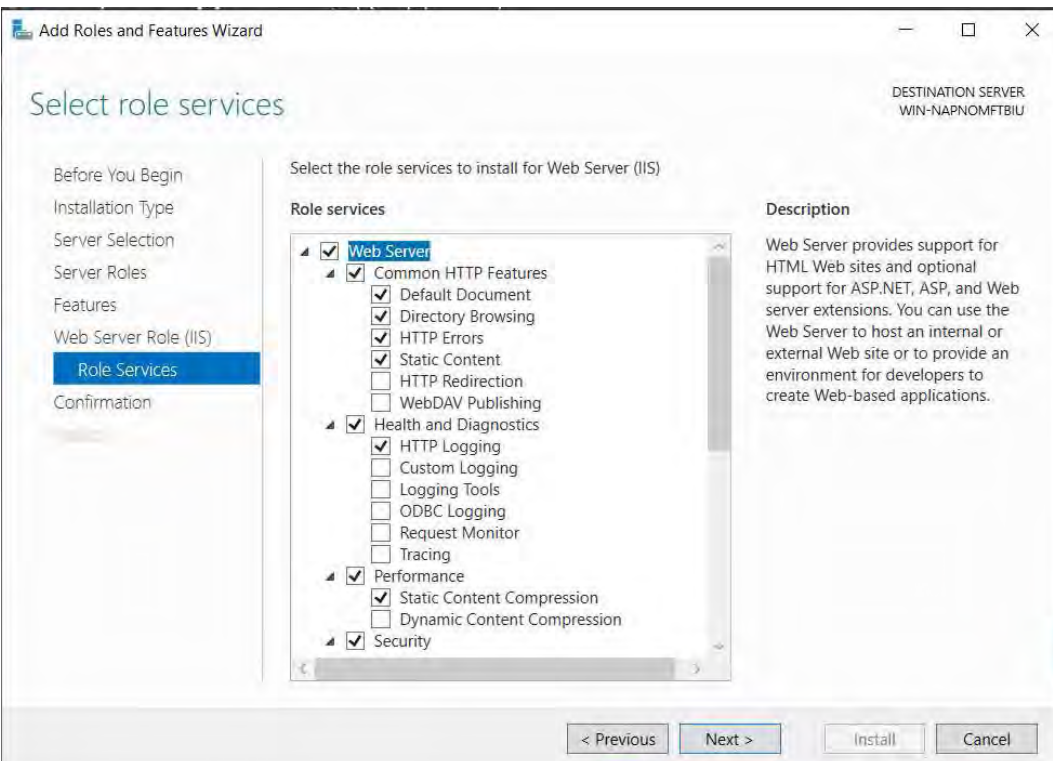 Add Roles and Features Wizard
Select role services
DESTINATION SERVER
WIN-NAPNOMFTBIU
Before You Begin
Installation Type
Server Selection
Server Roles
Features
Web Server Role (IIS)
Role Services
Confirmation
Select the role services to install for Web Server (IIS)
Role services
Web Server
Common HTTP Features
Default Document
Directory Browsing
HTTP Errors
Static Content
HTTP Redirection
WebDAV Publishing
Health and Diagnostics
HTTP Logging
Custom Logging
Logging Tools
ODBC Logging
Request Monitor
Tracing
Performance
Static Content Compression
Dynamic Content Compression
Security
Description
Web Server provides support for
HTML Web sites and optional
support for ASP.NET, ASP, and Web
server extensions. You can use the
Web Server to host an internal or
external Web site or to provide an
environment for developers to
create Web-based applications.
< Previous
Next >
Install
Cancel